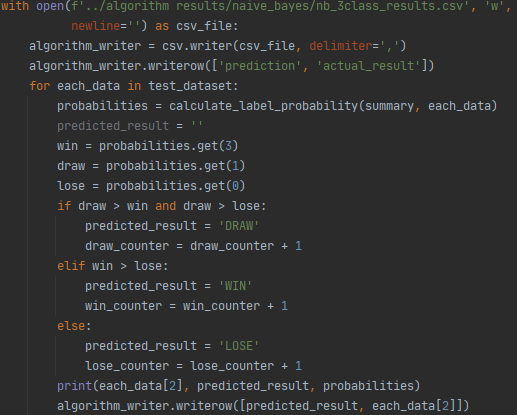 with open(f'../algorithm results/naive_bayes/nb_3class_results.csv', 'w',
newline='') as csv_file:
algorithm_writer = csv.writer(csv_file, delimiter=',')
algorithm_writer.writerow(['prediction', 'actual_result'])
for each_data in test_dataset:
probabilities = calculate_label_probability(summary, each_data)
predicted_result = ''
win = probabilities.get(3)
draw = probabilities.get(1)
lose = probabilities.get(0)
if draw > win and draw > lose:
predicted_result = 'DRAW'
draw_counter = draw_counter + 1
elif win > lose:
predicted_result = 'WIN'
win_counter = win_counter + 1
else:
predicted_result = 'LOSE'
lose_counter = lose_counter + 1
print(each_data[2], predicted_result, probabilities)
algorithm_writer.writerow([predicted_result, each_data[2]])